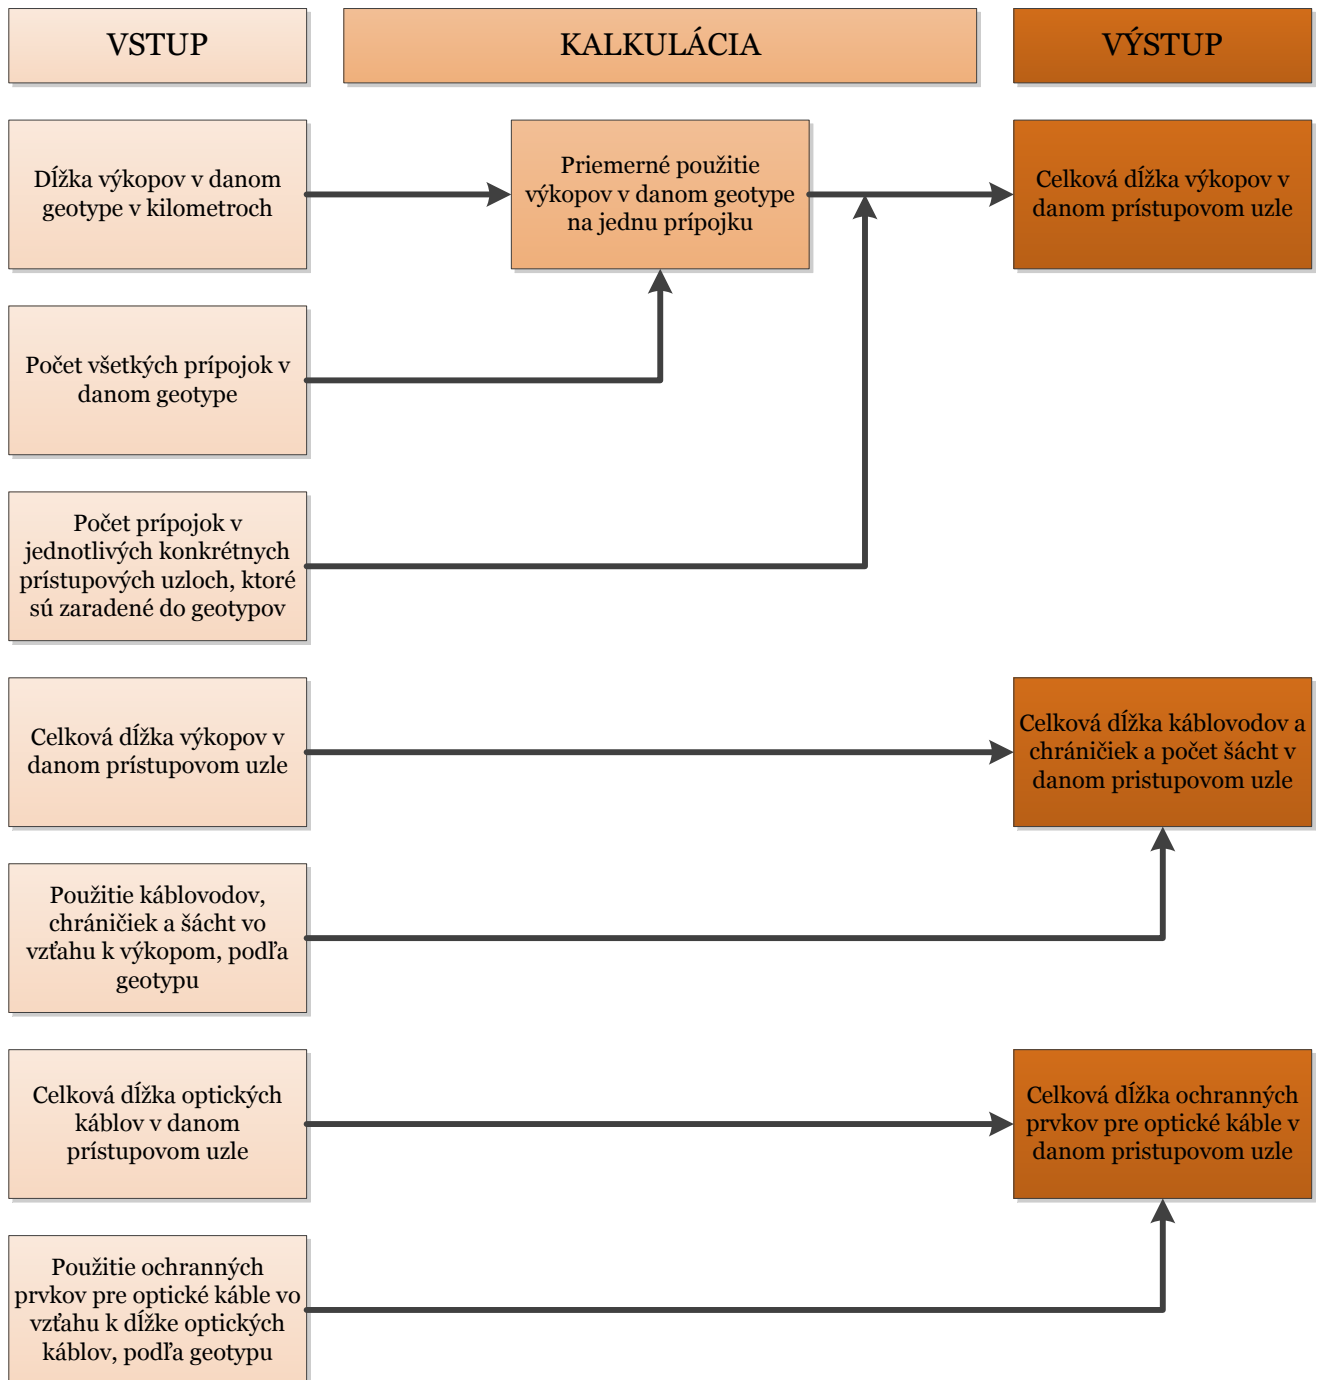 VSTUP
KALKULÁCIA
VÝSTUP
Dĺžka výkopov v danom
geotype v kilometroch
Priemerné použitie
výkopov v danom geotype
na jednu prípojku
Celková dĺžka výkopov v
danom prístupovom uzle
Počet všetkých prípojok v
danom geotype
Počet prípojok v
jednotlivých konkrétnych
prístupových uzloch, ktoré
sú zaradené do geotypov
Celková dĺžka výkopov v
danom prístupovom uzle
Celková dĺžka káblovodov a
chráničiek a počet šácht v
danom pristupovom uzle
Použitie káblovodov,
chráničiek a šácht vo
vzťahu k výkopom, podľa
geotypu
Celková dĺžka optických
káblov v danom
prístupovom uzle
Celková dĺžka ochranných
prvkov pre optické káble v
danom pristupovom uzle
Použitie ochranných
prvkov pre optické káble vo
vzťahu k dĺžke optických
káblov, podľa geotypu